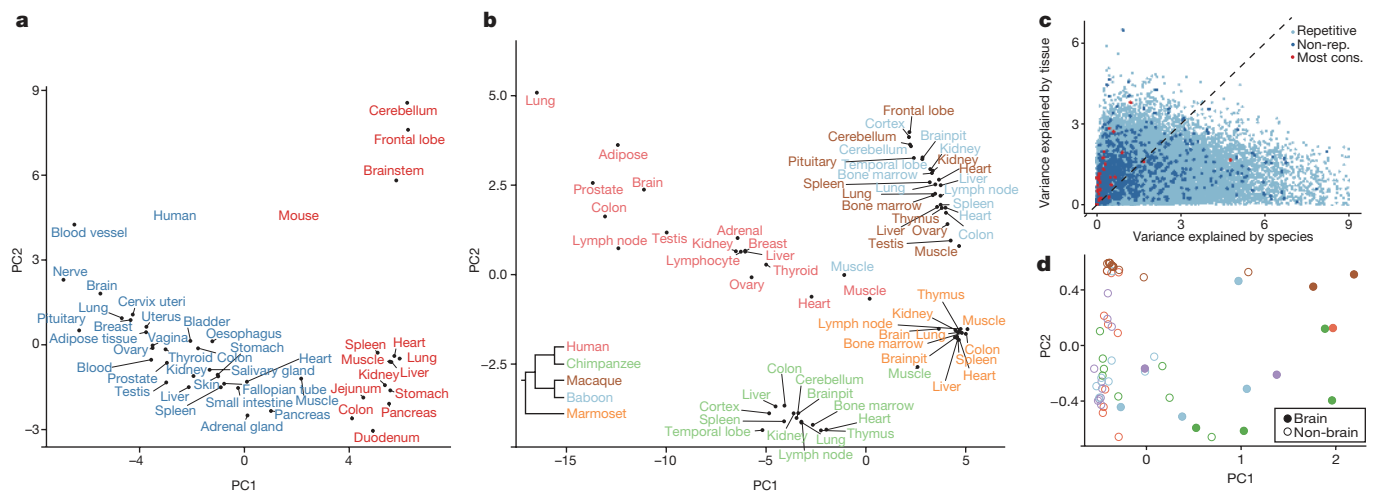 a
9
6
3
0
−3
−4
0
4
PC1
PC2
Cerebellum
Frontal lobe
Brainstem
Human
Mouse
Blood vessel
Nerve
Brain
Lung
Cervix uteri
Pituitary
Breast
Uterus
Bladder
Adipose tissue
Vagina
Oesophagus
Ovary
Stomach
Blood
Thyroid
Colon
Heart
Kidney
Salivary gland
Prostate
Testis
Skin
Fallopian tube
Liver
Spleen
Small intestine
Muscle
Pancreas
Adrenal gland
Spleen
Heart
Muscle
Lung
Kidney
Liver
Jejunum
Stomach
Colon
Pancreas
Duodenum
b
5.0
2.5
0.0
−2.5
−15
−10
−5
0
5
PC1
PC2
Lung
Adipose
Prostate
Brain
Colon
Lymph node
Testis
Adrenal
Kidney
Breast
Lymphocyte
Liver
Thyroid
Ovary
Heart
Muscle
Muscle
Frontal lobe
Cortex
Cerebellum
Brainpit
Cerebellum
Kidney
Pituitary
Temporal lobe
Kidney
Bone marrow
Heart
Spleen
Liver
Lung
Lymph node
Lung
Bone marrow
Spleen
Thymus
Heart
Liver
Ovary
Colon
Testis
Muscle
Thymus
Kidney
Muscle
Lymph node
Brain
Lung
Bone marrow
Colon
Brainpit
Spleen
Muscle
Heart
Liver
Human
Chimpanzee
Macaque
Baboon
Marmoset
Colon
Cerebellum
Liver
Brainpit
Cortex
Bone marrow
Spleen
Heart
Temporal lobe
Kidney
Thymus
Lung
Lymph node
c
Variance explained by tissue
6
3
0
0
3
6
9
Variance explained by species
Repetitive
Non-rep.
Most cons.
d
PC2
0.4
0
−0.4
0
1
2
PC1
Brain
Non-brain